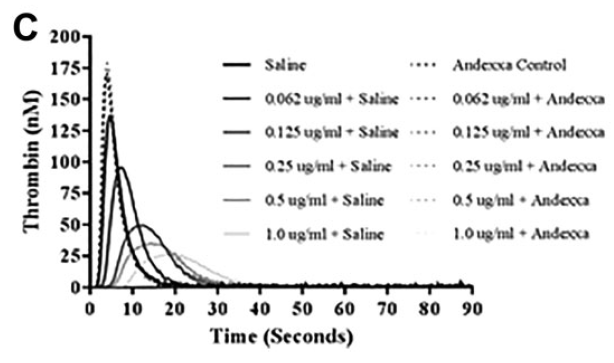 C
200
175
150
125
100
75
50
25
0
Thrombin (nM)
0 10 20 30 40 50 60 70 80 90
Time (Seconds)
Saline
0.062 ug/ml + Saline
0.125 ug/ml + Saline
0.25 ug/ml + Saline
0.5 ug/ml + Saline
1.0 ug/ml + Saline
Andexxa Control
0.062 ug/ml + Andexxa
0.125 ug/ml + Andexxa
0.25 ug/ml + Andexxa
0.5 ug/ml + Andexxa
1.0 ug/ml + Andexxa